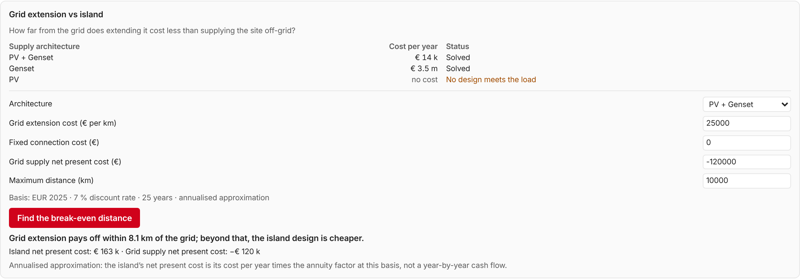 Grid extension vs island
How far from the grid does extending it cost less than supplying the site off-grid?
Supply architecture Cost per year Status
PV + Genset € 14 k Solved
Genset € 3.5 m Solved
PV no cost No design meets the load
Architecture PV + Genset
Grid extension cost (€ per km) 25000
Fixed connection cost (€) 0
Grid supply net present cost (€) -120000
Maximum distance (km) 10000
Basis: EUR 2025 · 7 % discount rate · 25 years · annualised approximation
Find the break-even distance
Grid extension pays off within 8.1 km of the grid; beyond that, the island design is cheaper.
Island net present cost: € 163 k · Grid supply net present cost: −€ 120 k
Annualised approximation: the island's net present cost is its cost per year times the annuity factor at this basis, not a year-by-year cash flow.